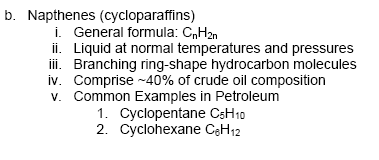 b. Napthenes (cycloparaffins)
i. General formula: CₙH₂ₙ
ii. Liquid at normal temperatures and pressures
iii. Branching ring-shape hydrocarbon molecules
iv. Comprise ~40% of crude oil composition
v. Common Examples in Petroleum
1. Cyclopentane C₅H₁₀
2. Cyclohexane C₆H₁₂